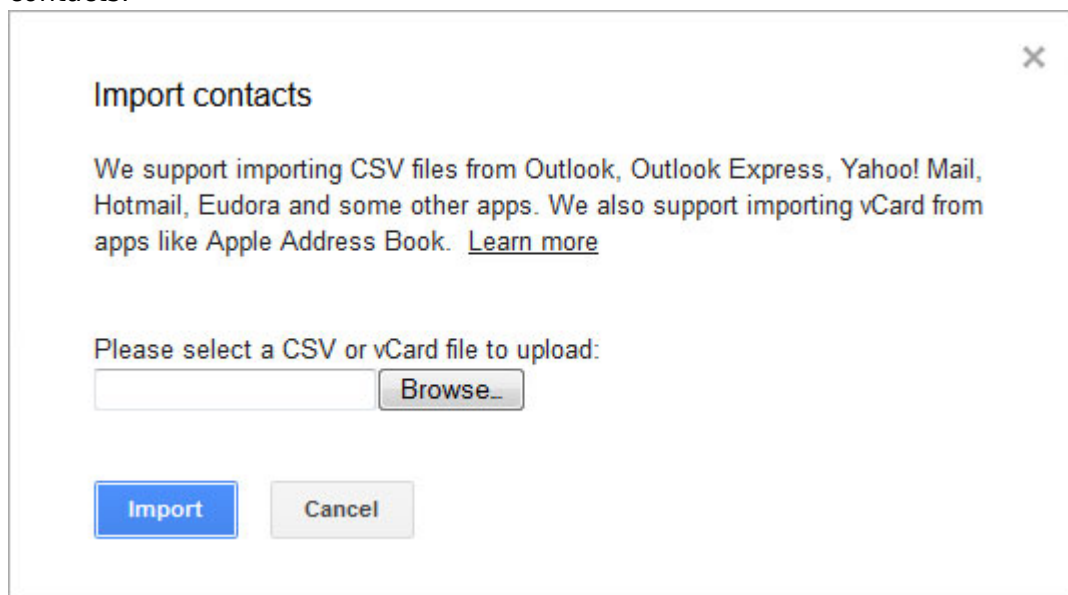 contacts.
Import contacts
We support importing CSV files from Outlook, Outlook Express, Yahoo! Mail,
Hotmail, Eudora and some other apps. We also support importing vCard from
apps like Apple Address Book. Learn more
Please select a CSV or vCard file to upload:
Browse...
Import Cancel